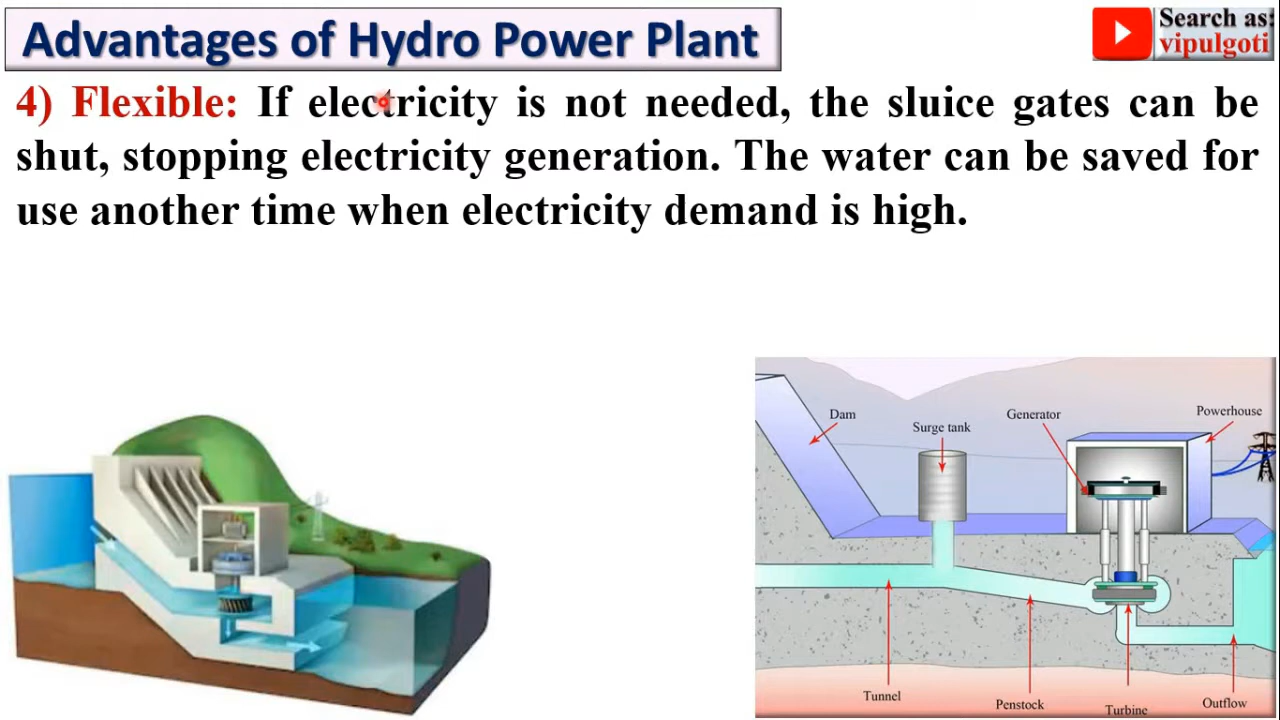 Advantages of Hydro Power Plant
Search as:
vipulgoti
4) Flexible: If electricity is not needed, the sluice gates can be
shut, stopping electricity generation. The water can be saved for
use another time when electricity demand is high.
Dam
Surge tank
Generator
Powerhouse
Tunnel
Penstock
Turbine
Outflow